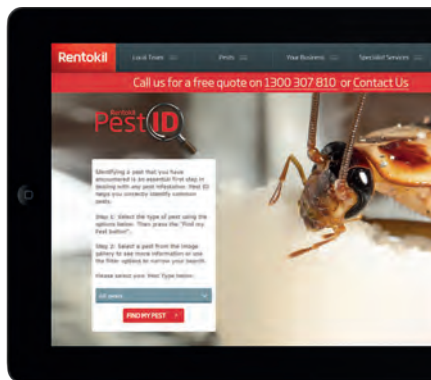 Rentokil
Local Team Pests Your Business Specialist Services
Call us for a free quote on 1300 307 810 or Contact Us
Rentokil
Pest ID
Identifying a pest that you have
encountered is an essential first step in
dealing with any pest infestation. Pest ID
helps you correctly identify common
pests.
Step 1: Select the type of pest using the
options below. Then press the "Find my
Pest button".
Step 2: Select a pest from the image
gallery to see more information or use
the filter options to narrow your search.
Please select your Pest Type below:
All pests
FIND MY PEST